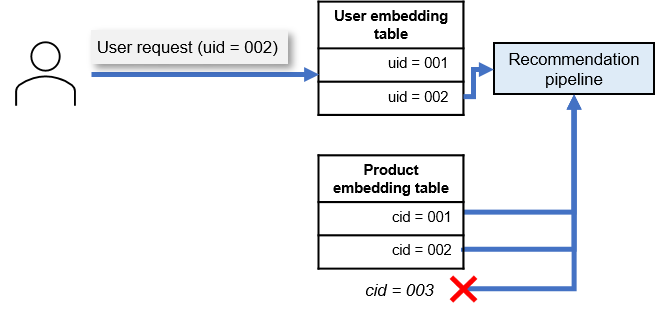 User request (uid = 002)
User embedding
table
uid = 001
uid = 002
Recommendation
pipeline
Product
embedding table
cid = 001
cid = 002
cid = 003